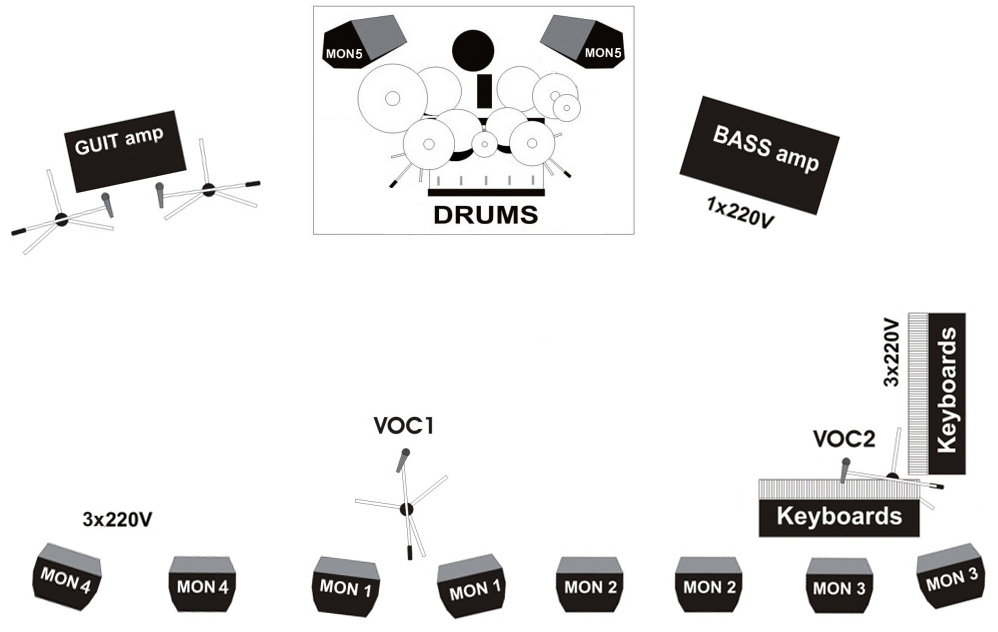 MON5
MON5
GUIT amp
BASS amp
1x220V
DRUMS
3x220V
Keyboards
VOC1
VOC2
Keyboards
3x220V
MON 4
MON 4
MON 1
MON 1
MON 2
MON 2
MON 3
MON 3